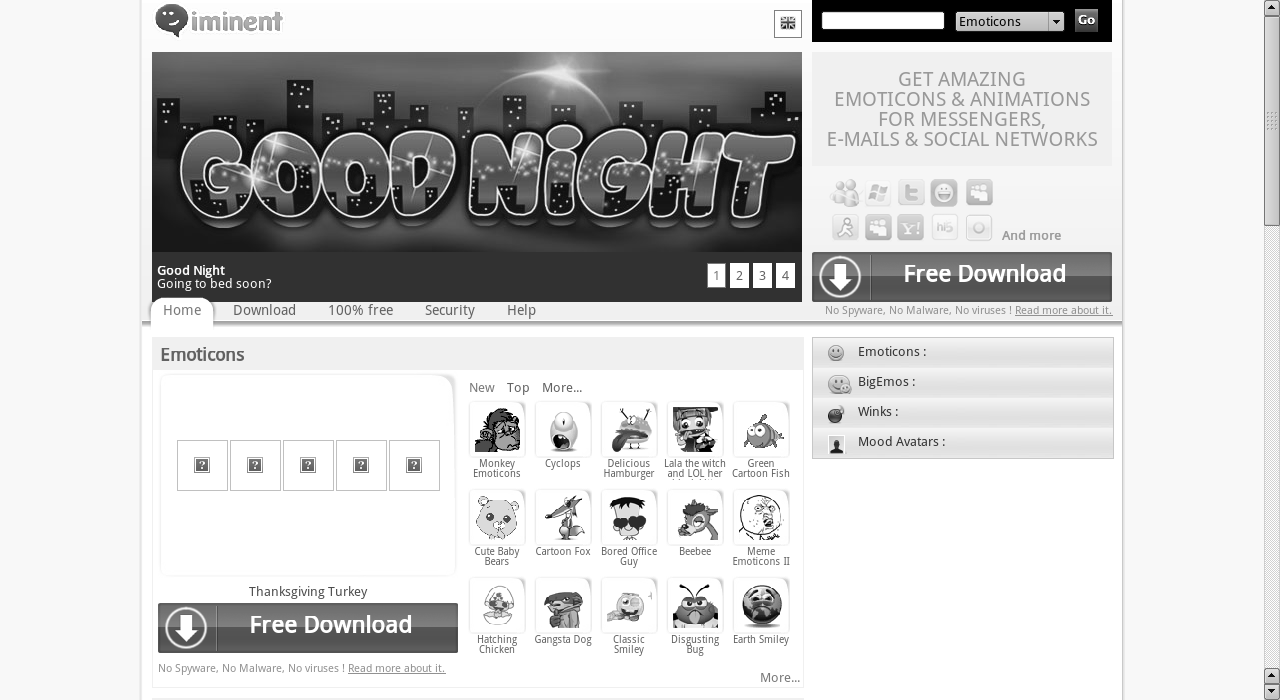 iminent
Emoticons
Go
GOOD NiGHT
GET AMAZING
EMOTICONS & ANIMATIONS
FOR MESSENGERS,
E-MAILS & SOCIAL NETWORKS
hi5
Y!
And more
Good Night
Going to bed soon?
1 2 3 4
Free Download
No Spyware, No Malware, No viruses ! Read more about it.
Home Download 100% free Security Help
Emoticons
New Top More...
Monkey
Emoticons
Cyclops
Delicious
Hamburger
Lala the witch
and LOL her
Green
Cartoon Fish
Cute Baby
Bears
Cartoon Fox
Bored Office
Guy
Beebee
Meme
Emoticons II
Hatching
Chicken
Gangsta Dog
Classic
Smiley
Disgusting
Bug
Earth Smiley
More...
Thanksgiving Turkey
Free Download
No Spyware, No Malware, No viruses ! Read more about it.
Emoticons :
BigEmos :
Winks :
Mood Avatars :